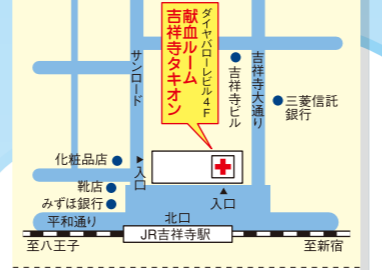 ダイヤバローレビル4F
献血ルーム
吉祥寺タキオン
サンロード
吉祥寺ビル
吉祥寺大通り
三菱信託
銀行
化粧品店
入口
靴店
みずほ銀行
入口
平和通り
北口
JR吉祥寺駅
至八王子
至新宿